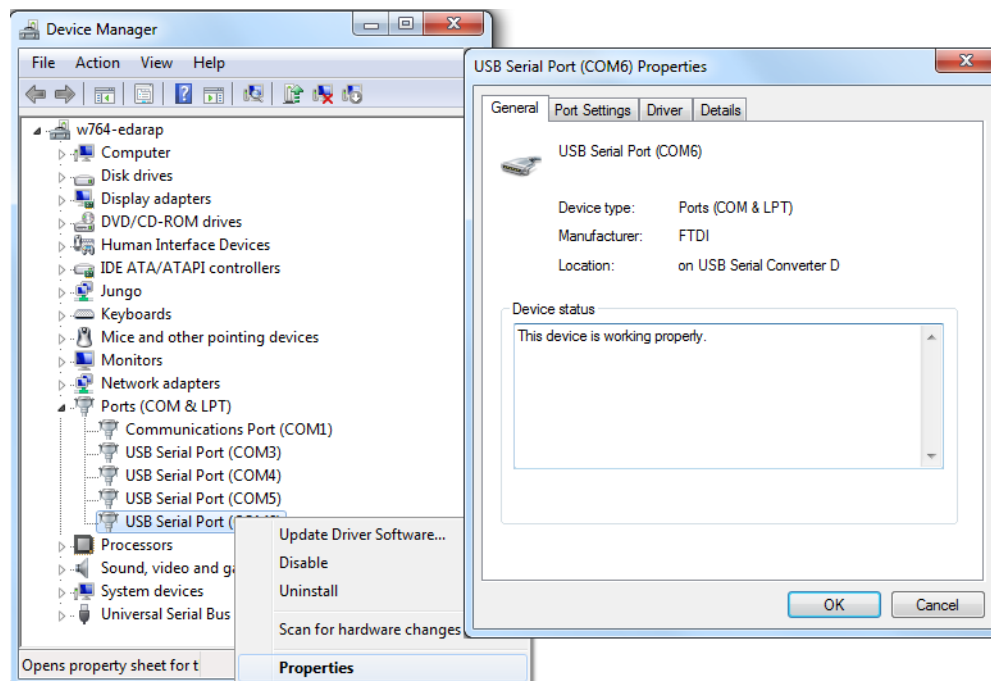 Device Manager
File Action View Help
w764-edarap
Computer
Disk drives
Display adapters
DVD/CD-ROM drives
Human Interface Devices
IDE ATA/ATAPI controllers
Jungo
Keyboards
Mice and other pointing devices
Monitors
Network adapters
Ports (COM & LPT)
Communications Port (COM1)
USB Serial Port (COM3)
USB Serial Port (COM4)
USB Serial Port (COM5)
USB Serial Port
Processors
Sound, video and
System devices
Universal Serial Bus
Opens property sheet for t
Update Driver Software...
Disable
Uninstall
Scan for hardware changes
Properties
USB Serial Port (COM6) Properties
General Port Settings Driver Details
USB Serial Port (COM6)
Device type: Ports (COM & LPT)
Manufacturer: FTDI
Location: on USB Serial Converter D
Device status
This device is working properly.
OK Cancel